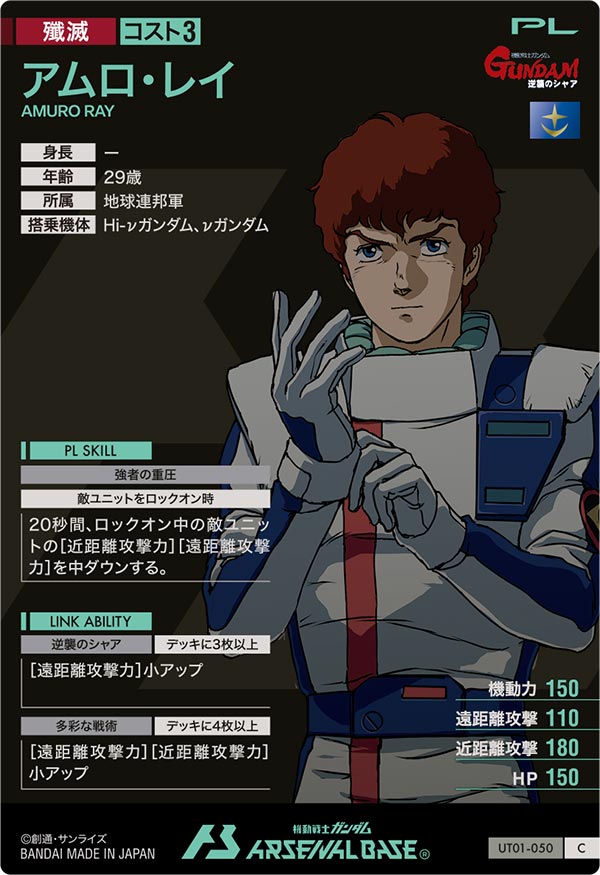 殲滅 コスト3
PL
アムロ・レイ
AMURO RAY
機動戦士ガンダム
GUNDAM
逆襲のシャア
身長 ー
年齢 29歳
所属 地球連邦軍
搭乗機体 Hi-νガンダム、νガンダム
PL SKILL
強者の重圧
敵ユニットをロックオン時
20秒間、ロックオン中の敵ユニッ
トの[近距離攻撃力][遠距離攻撃
力]を中ダウンする。
LINK ABILITY
逆襲のシャア デッキに3枚以上
[遠距離攻撃力]小アップ
多彩な戦術 デッキに4枚以上
[遠距離攻撃力][近距離攻撃力]
小アップ
機動力 150
遠距離攻撃 110
近距離攻撃 180
HP 150
©創通・サンライズ
BANDAI MADE IN JAPAN
機動戦士ガンダム
AB ARSENAL BASE®
UT01-050 C